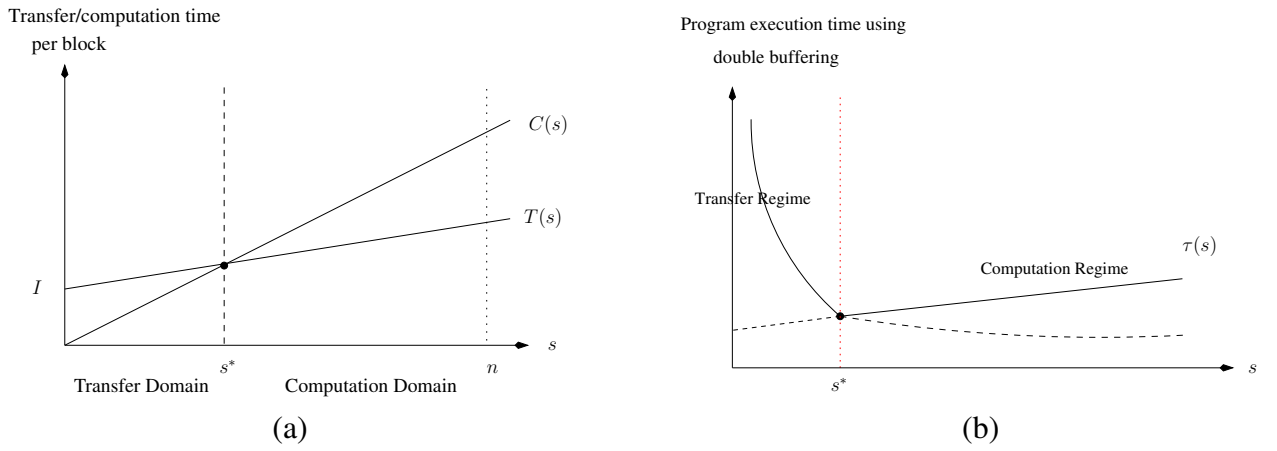 Transfer/computation time
per block
C(s)
T(s)
I
s
s*
n
Transfer Domain
Computation Domain
(a)
Program execution time using
double buffering
Transfer Regime
τ(s)
Computation Regime
s
s*
(b)